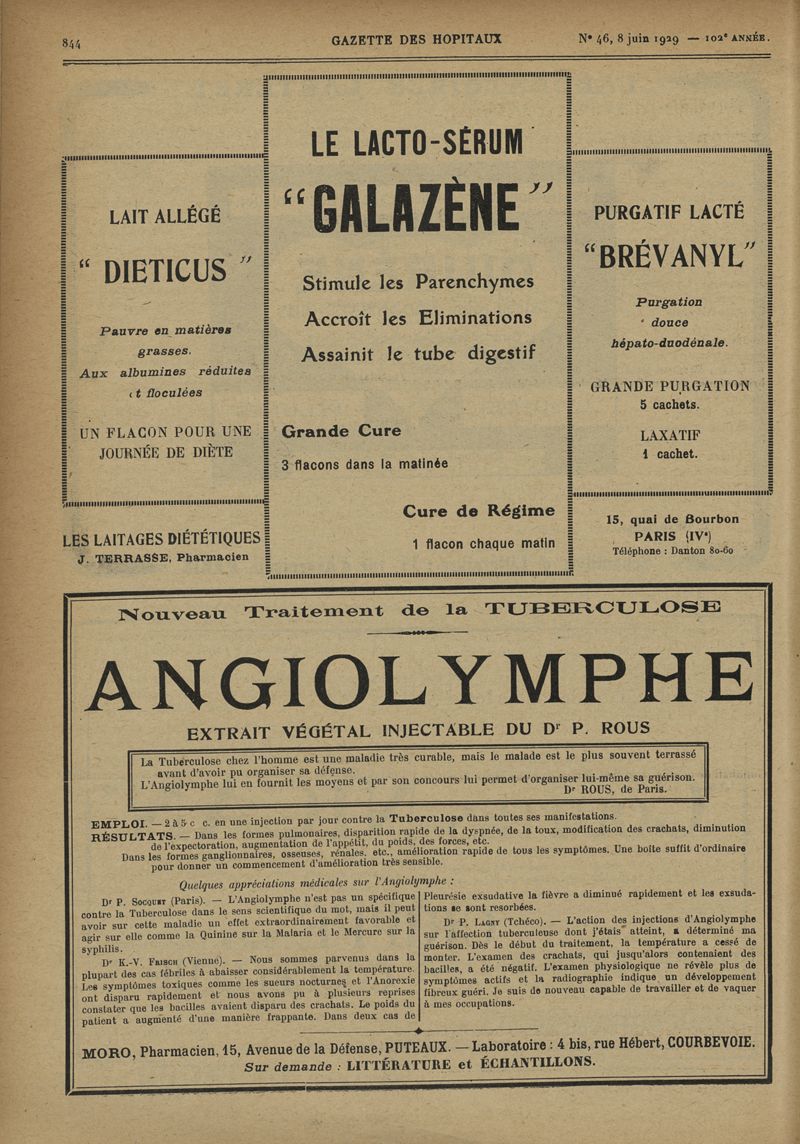 844
GAZETTE DES HOPITAUX
N° 46, 8 juin 1929 — 102e ANNÉE.
LAIT ALLÉGÉ
“ DIETICUS ”
Pauvre en matières
grasses.
Aux albumines réduites
et floculées
UN FLACON POUR UNE
JOURNÉE DE DIÈTE
LES LAITAGES DIÉTÉTIQUES
J. TERRASSE, Pharmacien
LE LACTO-SÉRUM
“GALAZÈNE”
Stimule les Parenchymes
Accroît les Eliminations
Assainit le tube digestif
Grande Cure
3 flacons dans la matinée
Cure de Régime
1 flacon chaque matin
PURGATIF LACTÉ
“BRÉVANYL”
Purgation
douce
hépato-duodénale.
GRANDE PURGATION
5 cachets.
LAXATIF
1 cachet.
15, quai de Bourbon
PARIS (IVe)
Téléphone : Danton 80-60
Nouveau Traitement de la TUBERCULOSE
ANGIOLYMPHE
EXTRAIT VÉGÉTAL INJECTABLE DU Dr P. ROUS
La Tuberculose chez l'homme est une maladie très curable, mais le malade est le plus souvent terrassé
avant d'avoir pu organiser sa défense.
L'Angiolymphe lui en fournit les moyens et par son concours lui permet d'organiser lui-même sa guérison.
Dr ROUS, de Paris.
EMPLOI. — 2 à 5 c c. en une injection par jour contre la Tuberculose dans toutes ses manifestations.
RÉSULTATS. — Dans les formes pulmonaires, disparition rapide de la dyspnée, de la toux, modification des crachats, diminution
de l'expectoration, augmentation de l'appétit, du poids, des forces, etc.
Dans les formes ganglionnaires, osseuses, rénales, etc., amélioration rapide de tous les symptômes. Une boîte suffit d'ordinaire
pour donner un commencement d'amélioration très sensible.
Quelques appréciations médicales sur l'Angiolymphe :
Dr P. Socquet (Paris). — L'Angiolymphe n'est pas un spécifique
contre la Tuberculose dans le sens scientifique du mot, mais il peut
avoir sur cette maladie un effet extraordinairement favorable et
agir sur elle comme la Quinine sur la Malaria et le Mercure sur la
syphilis.
Dr K.-V. Frisch (Vienne). — Nous sommes parvenus dans la
plupart des cas fébriles à abaisser considérablement la température.
Les symptômes toxiques comme les sueurs nocturnes et l'Anorexie
ont disparu rapidement et nous avons pu à plusieurs reprises
constater que les bacilles avaient disparu des crachats. Le poids du
patient a augmenté d'une manière frappante. Dans deux cas de
Pleurésie exsudative la fièvre a diminué rapidement et les exsuda-
tions se sont resorbées.
Dr P. Lagny (Tchéco). — L'action des injections d'Angiolymphe
sur l'affection tuberculeuse dont j'étais atteint, a déterminé ma
guérison. Dès le début du traitement, la température a cessé de
monter. L'examen des crachats, qui jusqu'alors contenaient des
bacilles, a été négatif. L'examen physiologique ne révèle plus de
symptômes actifs et la radiographie indique un développement
fibreux guéri. Je suis de nouveau capable de travailler et de vaquer
à mes occupations.
MORO, Pharmacien, 15, Avenue de la Défense, PUTEAUX. — Laboratoire : 4 bis, rue Hébert, COURBEVOIE.
Sur demande : LITTÉRATURE et ÉCHANTILLONS.